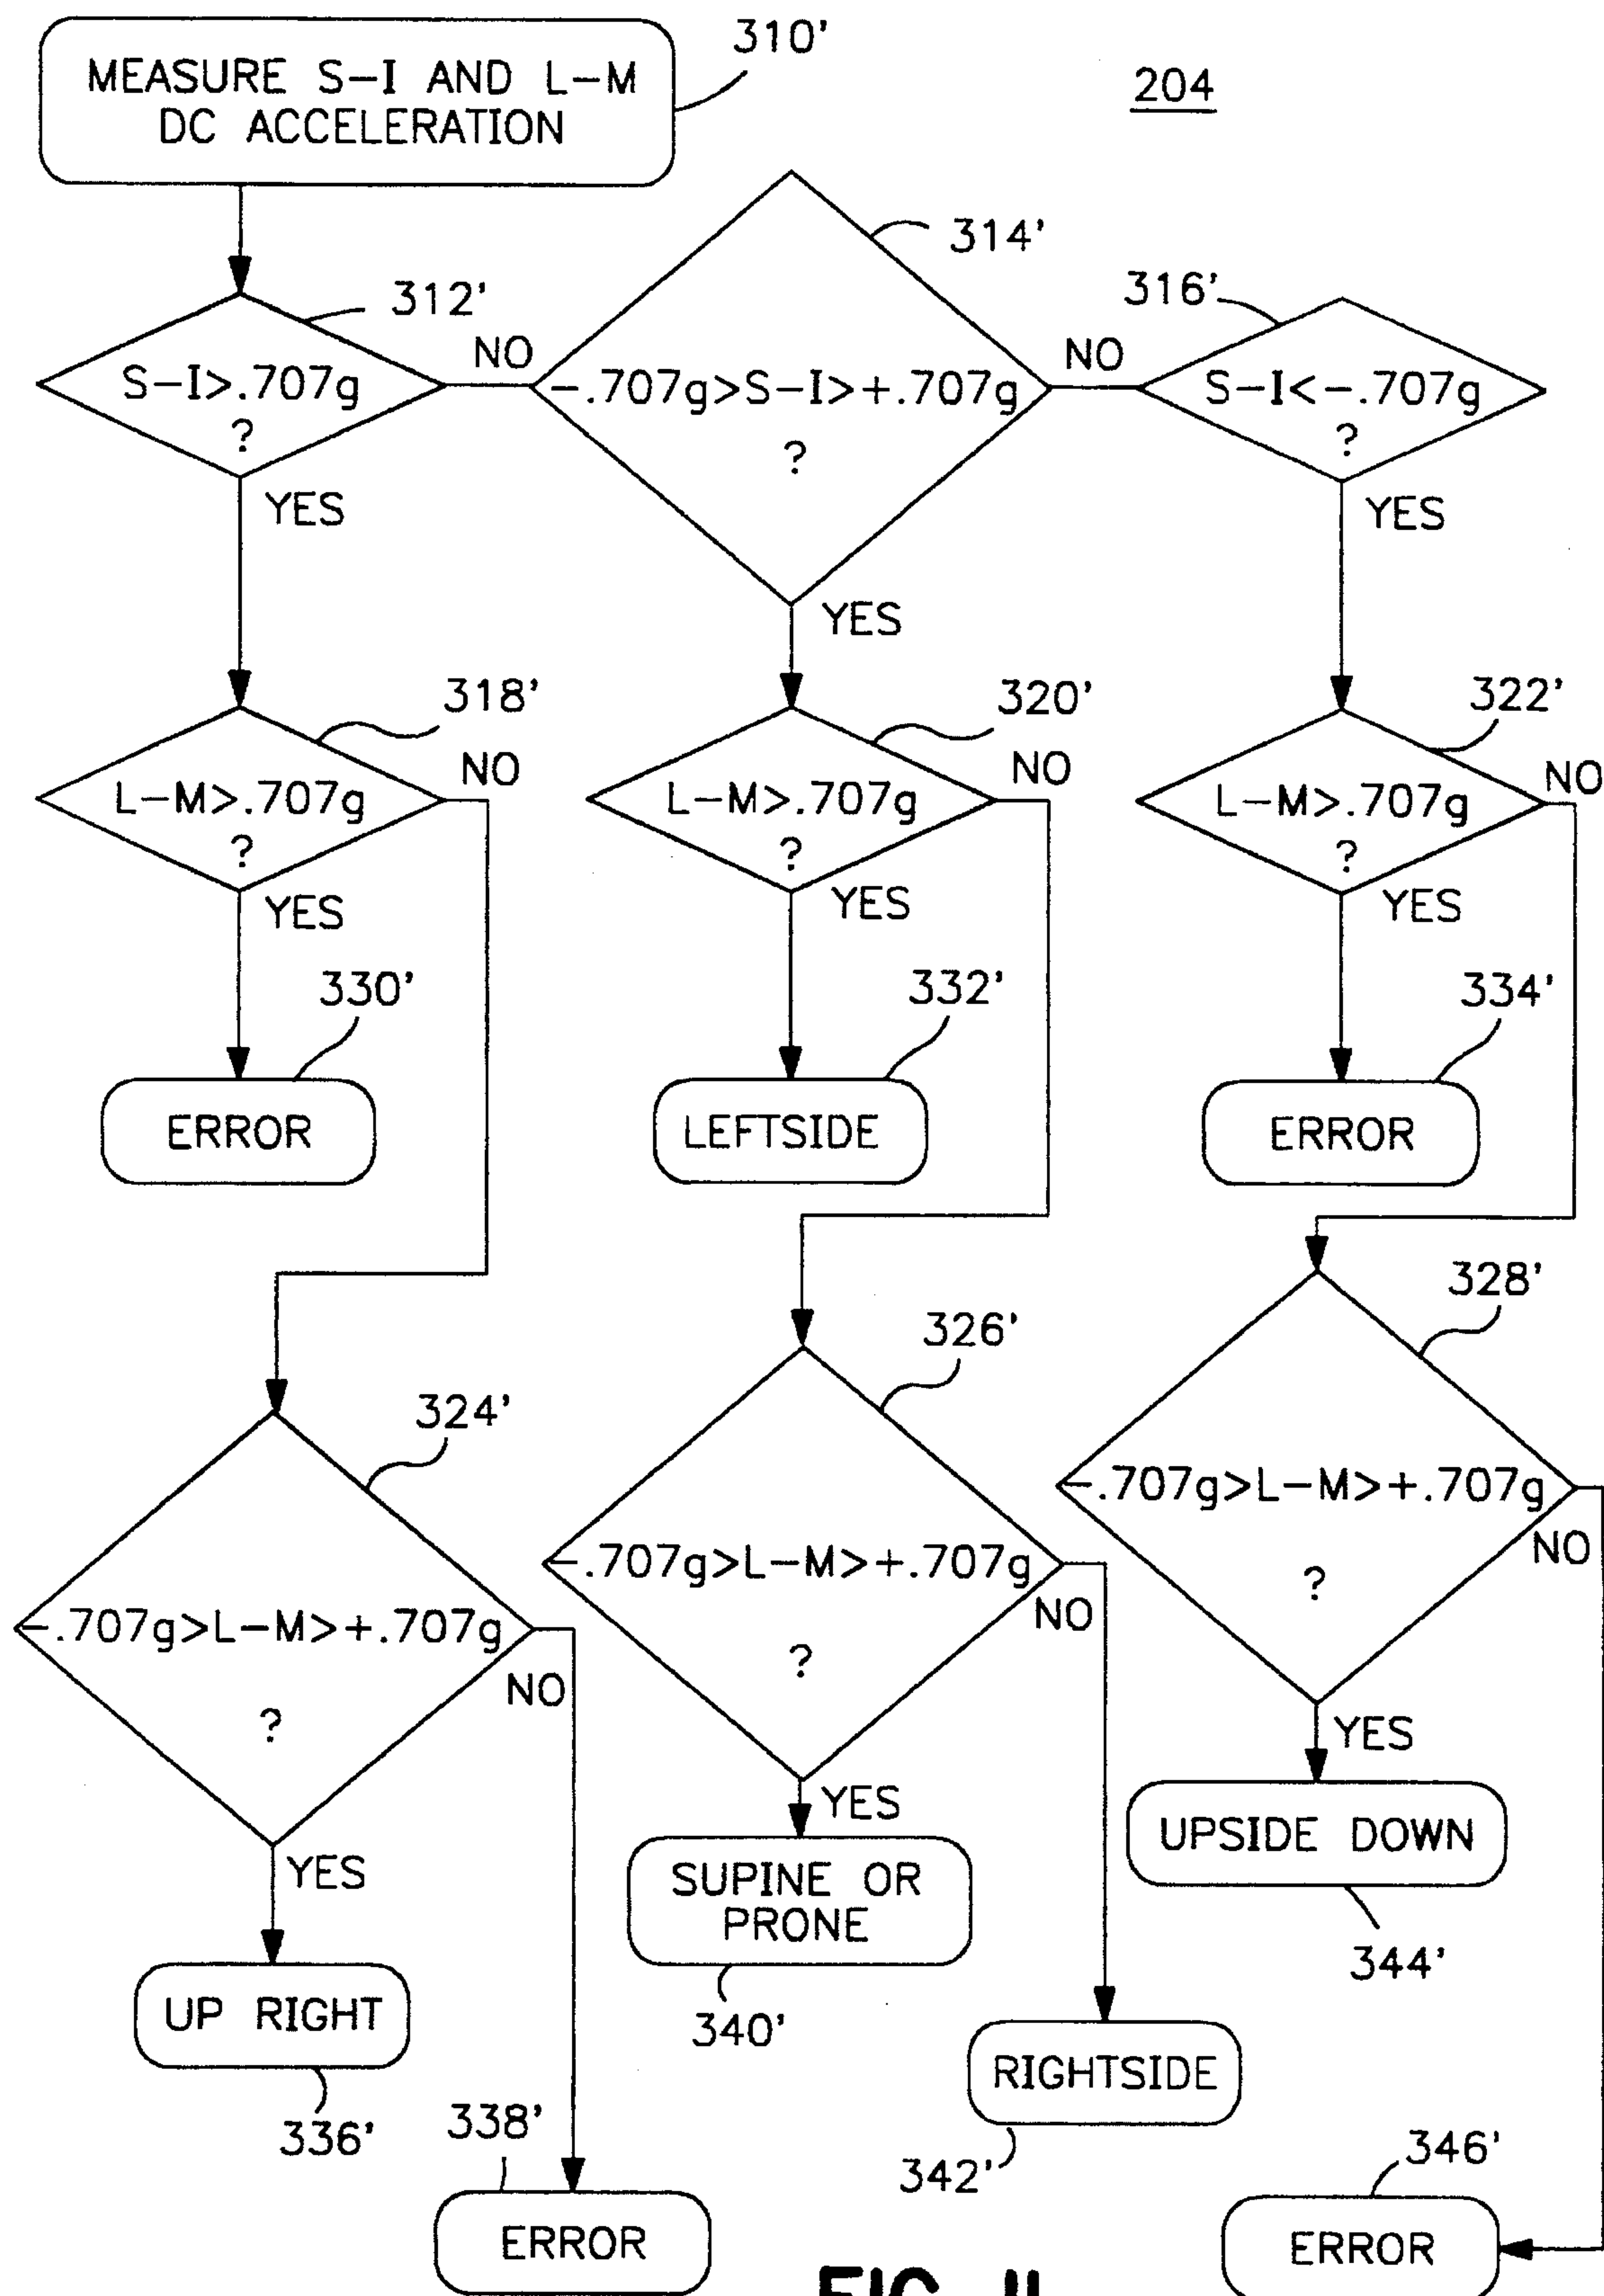 310'
MEASURE S-I AND L-M
DC ACCELERATION
204
314'
312'
316'
S-I>.707g
?
NO
-.707g>S-I>+.707g
?
NO
S-I<-.707g
?
YES
YES
YES
318'
320'
322'
L-M>.707g
?
NO
L-M>.707g
?
NO
L-M>.707g
?
NO
YES
YES
YES
330'
332'
334'
ERROR
LEFTSIDE
ERROR
324'
326'
328'
-.707g>L-M>+.707g
?
NO
-.707g>L-M>+.707g
?
NO
-.707g>L-M>+.707g
?
NO
YES
YES
YES
UP RIGHT
336'
SUPINE OR
PRONE
340'
UPSIDE DOWN
344'
RIGHTSIDE
342'
338'
ERROR
346'
ERROR
FIG. 11